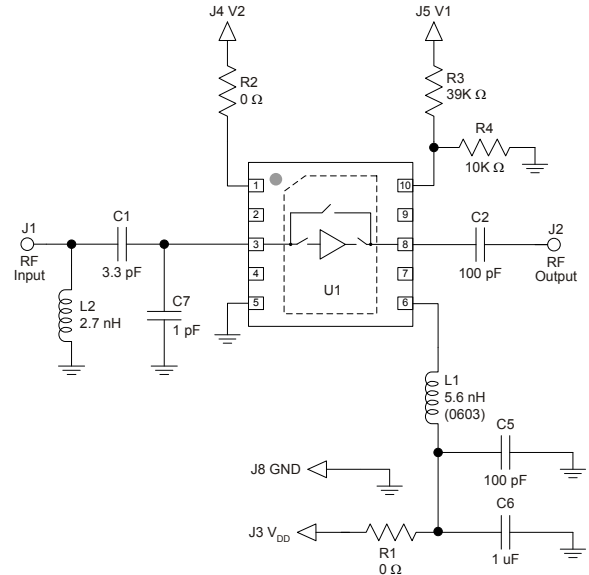 J4 V2
J5 V1
R2
0 Ω
R3
39K Ω
R4
10K Ω
1
10
2
9
J1
RF
Input
C1
3.3 pF
3
8
C2
100 pF
J2
RF
Output
4
7
U1
5
6
L2
2.7 nH
C7
1 pF
L1
5.6 nH
(0603)
C5
100 pF
J8 GND
C6
1 uF
J3 VDD
R1
0 Ω